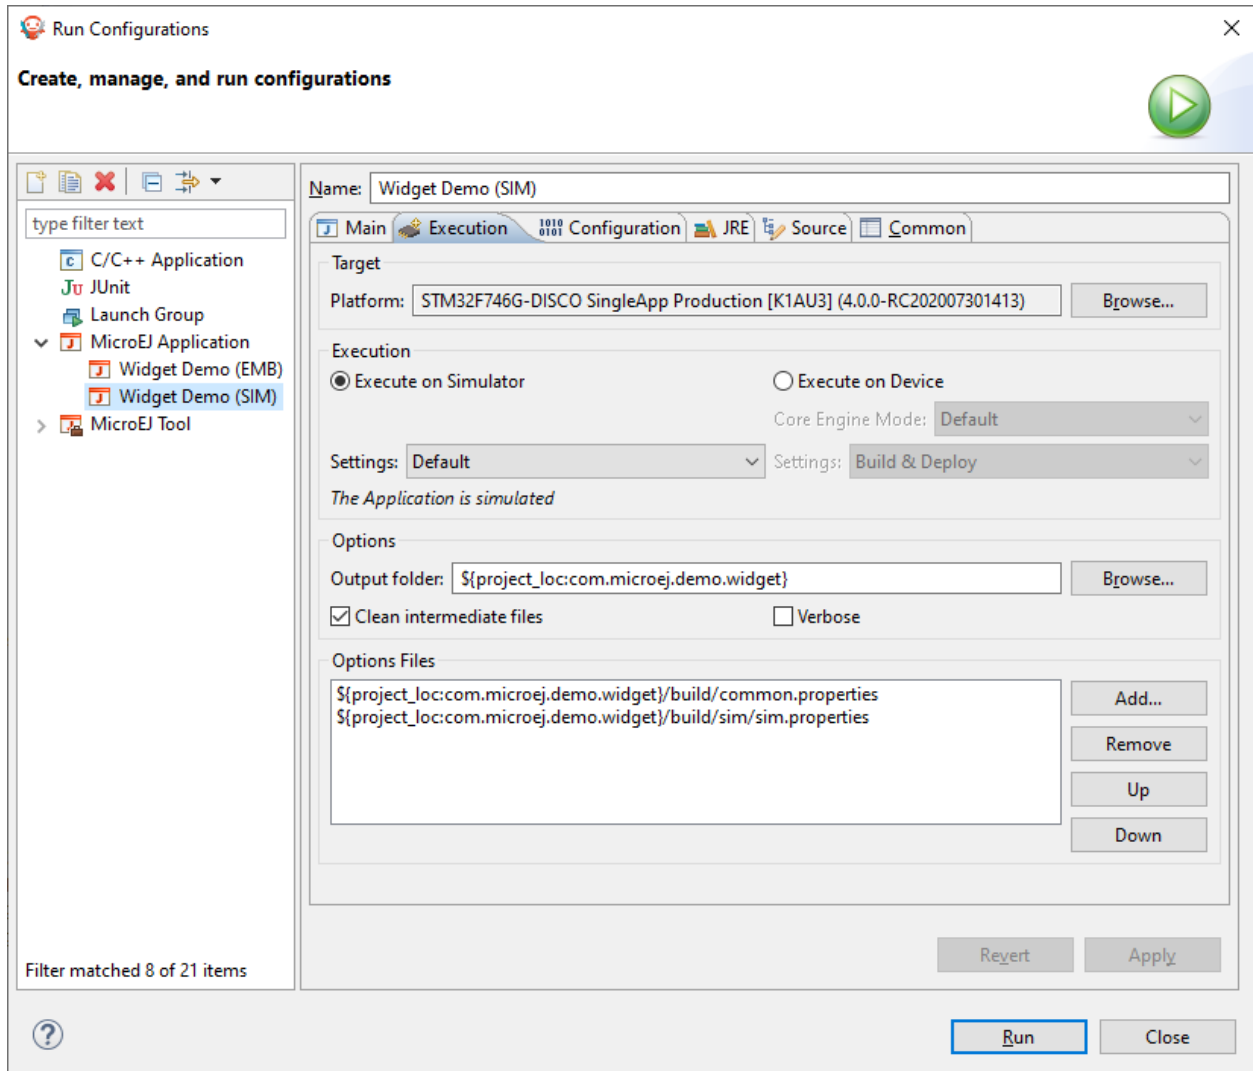 Run Configurations
Create, manage, and run configurations
type filter text
C/C++ Application
JUnit
Launch Group
MicroEJ Application
Widget Demo (EMB)
Widget Demo (SIM)
MicroEJ Tool
Filter matched 8 of 21 items
Name: Widget Demo (SIM)
Main Execution Configuration JRE Source Common
Target
Platform: STM32F746G-DISCO SingleApp Production [K1AU3] (4.0.0-RC202007301413) Browse...
Execution
Execute on Simulator Execute on Device
Core Engine Mode: Default
Settings: Default Settings: Build & Deploy
The Application is simulated
Options
Output folder: ${project_loc:com.microej.demo.widget} Browse...
Clean intermediate files Verbose
Options Files
${project_loc:com.microej.demo.widget}/build/common.properties
${project_loc:com.microej.demo.widget}/build/sim/sim.properties
Add...
Remove
Up
Down
Revert Apply
Run Close